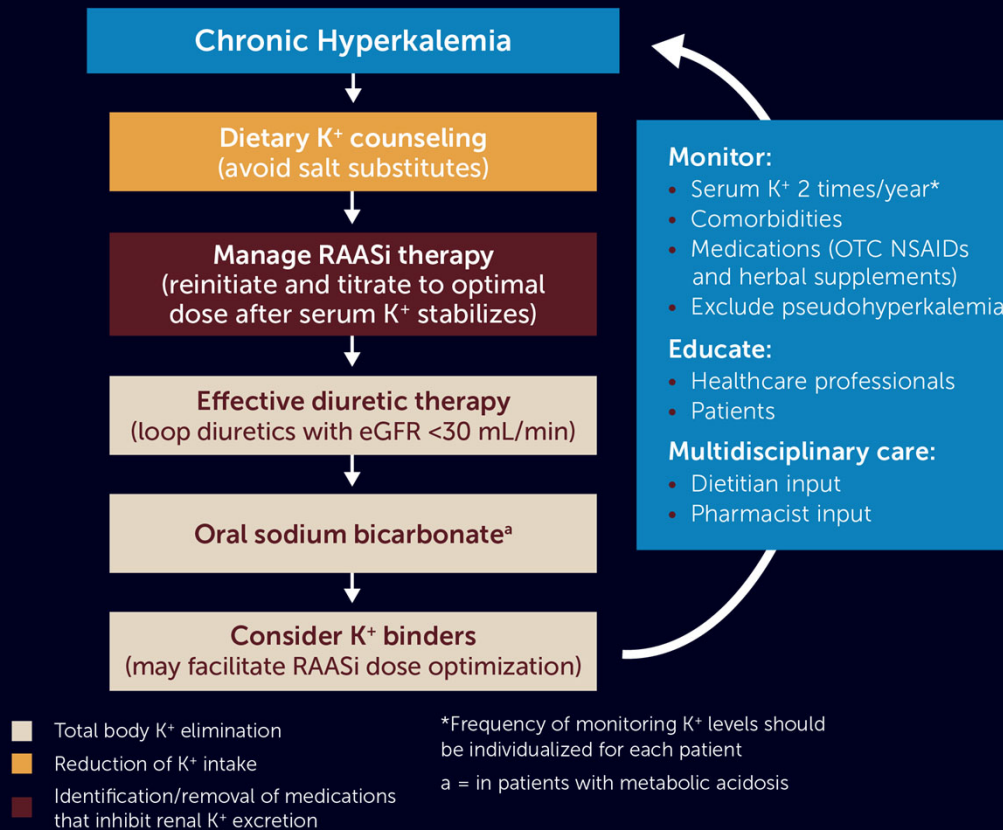 Chronic Hyperkalemia
Dietary K⁺ counseling
(avoid salt substitutes)
Manage RAASi therapy
(reinitiate and titrate to optimal
dose after serum K⁺ stabilizes)
Effective diuretic therapy
(loop diuretics with eGFR <30 mL/min)
Oral sodium bicarbonateᵃ
Consider K⁺ binders
(may facilitate RAASi dose optimization)
Monitor:
• Serum K⁺ 2 times/year*
• Comorbidities
• Medications (OTC NSAIDs
and herbal supplements)
• Exclude pseudohyperkalemia
Educate:
• Healthcare professionals
• Patients
Multidisciplinary care:
• Dietitian input
• Pharmacist input
Total body K⁺ elimination
Reduction of K⁺ intake
Identification/removal of medications
that inhibit renal K⁺ excretion
*Frequency of monitoring K⁺ levels should
be individualized for each patient
a = in patients with metabolic acidosis